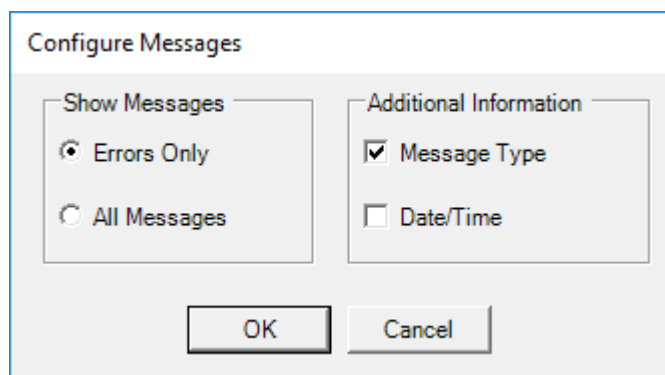 Configure Messages
Show Messages
Errors Only
All Messages
Additional Information
Message Type
Date/Time
OK
Cancel